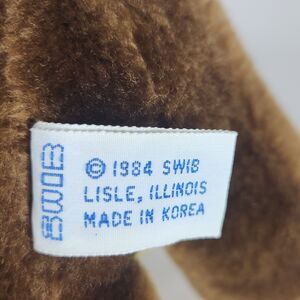 SWIB
© 1984 SWIB
LISLE, ILLINOIS
MADE IN KOREA